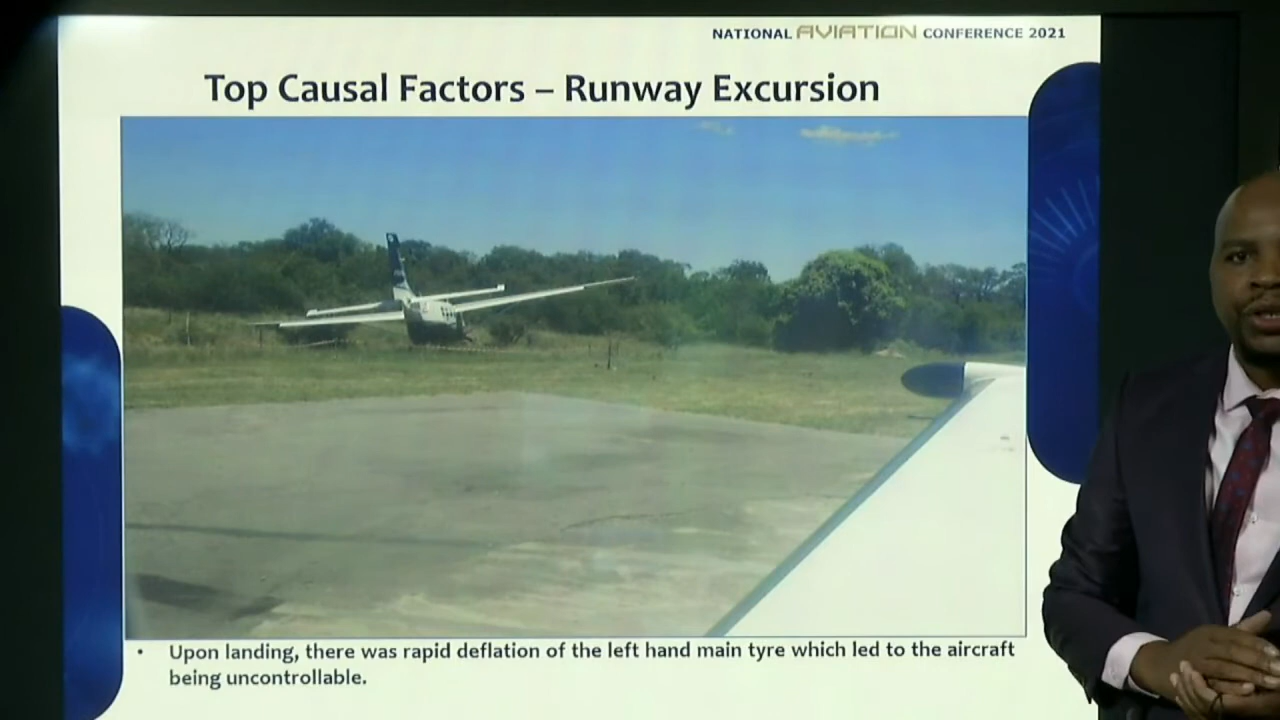 NATIONAL AVIATION CONFERENCE 2021
Top Causal Factors – Runway Excursion
• Upon landing, there was rapid deflation of the left hand main tyre which led to the aircraft
being uncontrollable.